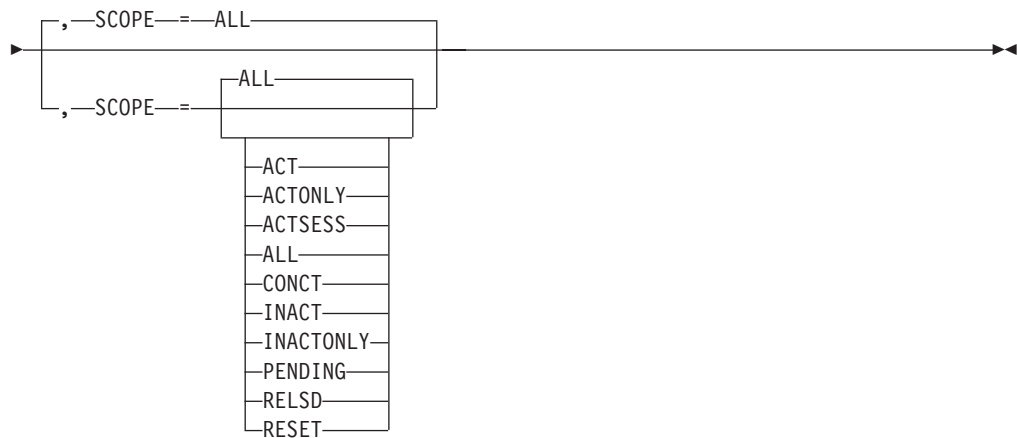 , SCOPE = ALL
ALL
, SCOPE =
ACT
ACTONLY
ACTSESS
ALL
CONCT
INACT
INACTONLY
PENDING
RELSD
RESET